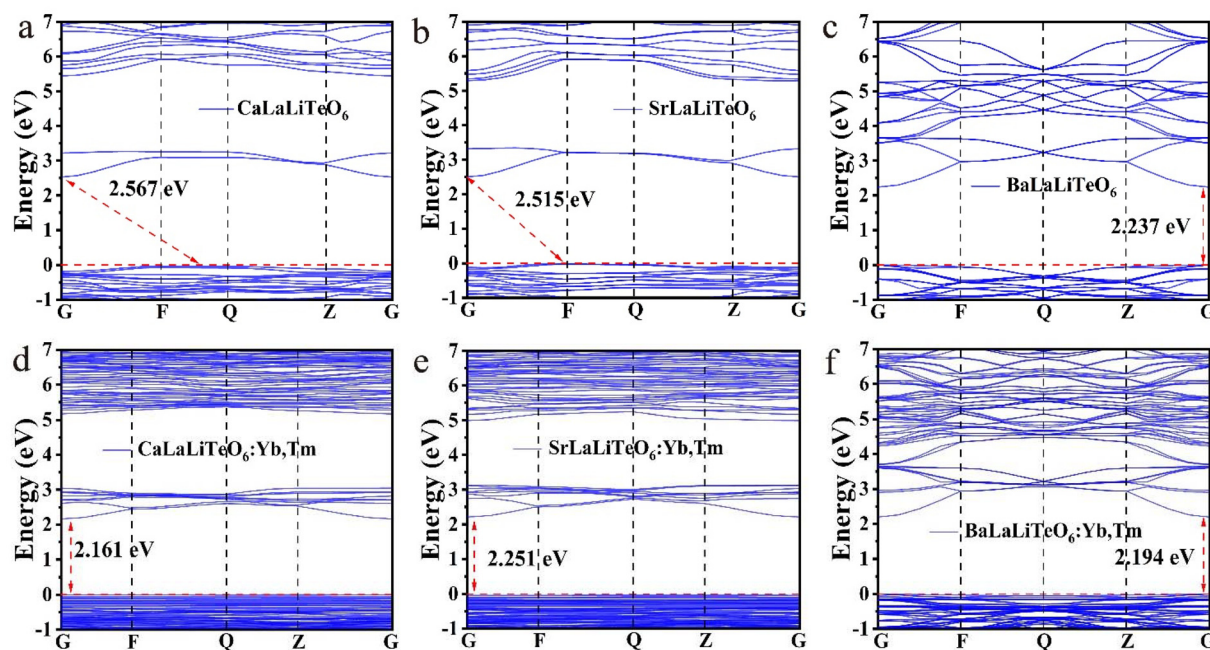 a
7
6
5
4
3
2
1
0
-1
Energy (eV)
CaLaLiTeO₆
2.567 eV
G F Q Z G
b
7
6
5
4
3
2
1
0
-1
Energy (eV)
SrLaLiTeO₆
2.515 eV
G F Q Z G
c
7
6
5
4
3
2
1
0
-1
Energy (eV)
BaLaLiTeO₆
2.237 eV
G F Q Z G
d
7
6
5
4
3
2
1
0
-1
Energy (eV)
CaLaLiTeO₆:Yb,Tm
2.161 eV
G F Q Z G
e
7
6
5
4
3
2
1
0
-1
Energy (eV)
SrLaLiTeO₆:Yb,Tm
2.251 eV
G F Q Z G
f
7
6
5
4
3
2
1
0
-1
Energy (eV)
BaLaLiTeO₆:Yb,Tm
2.194 eV
G F Q Z G